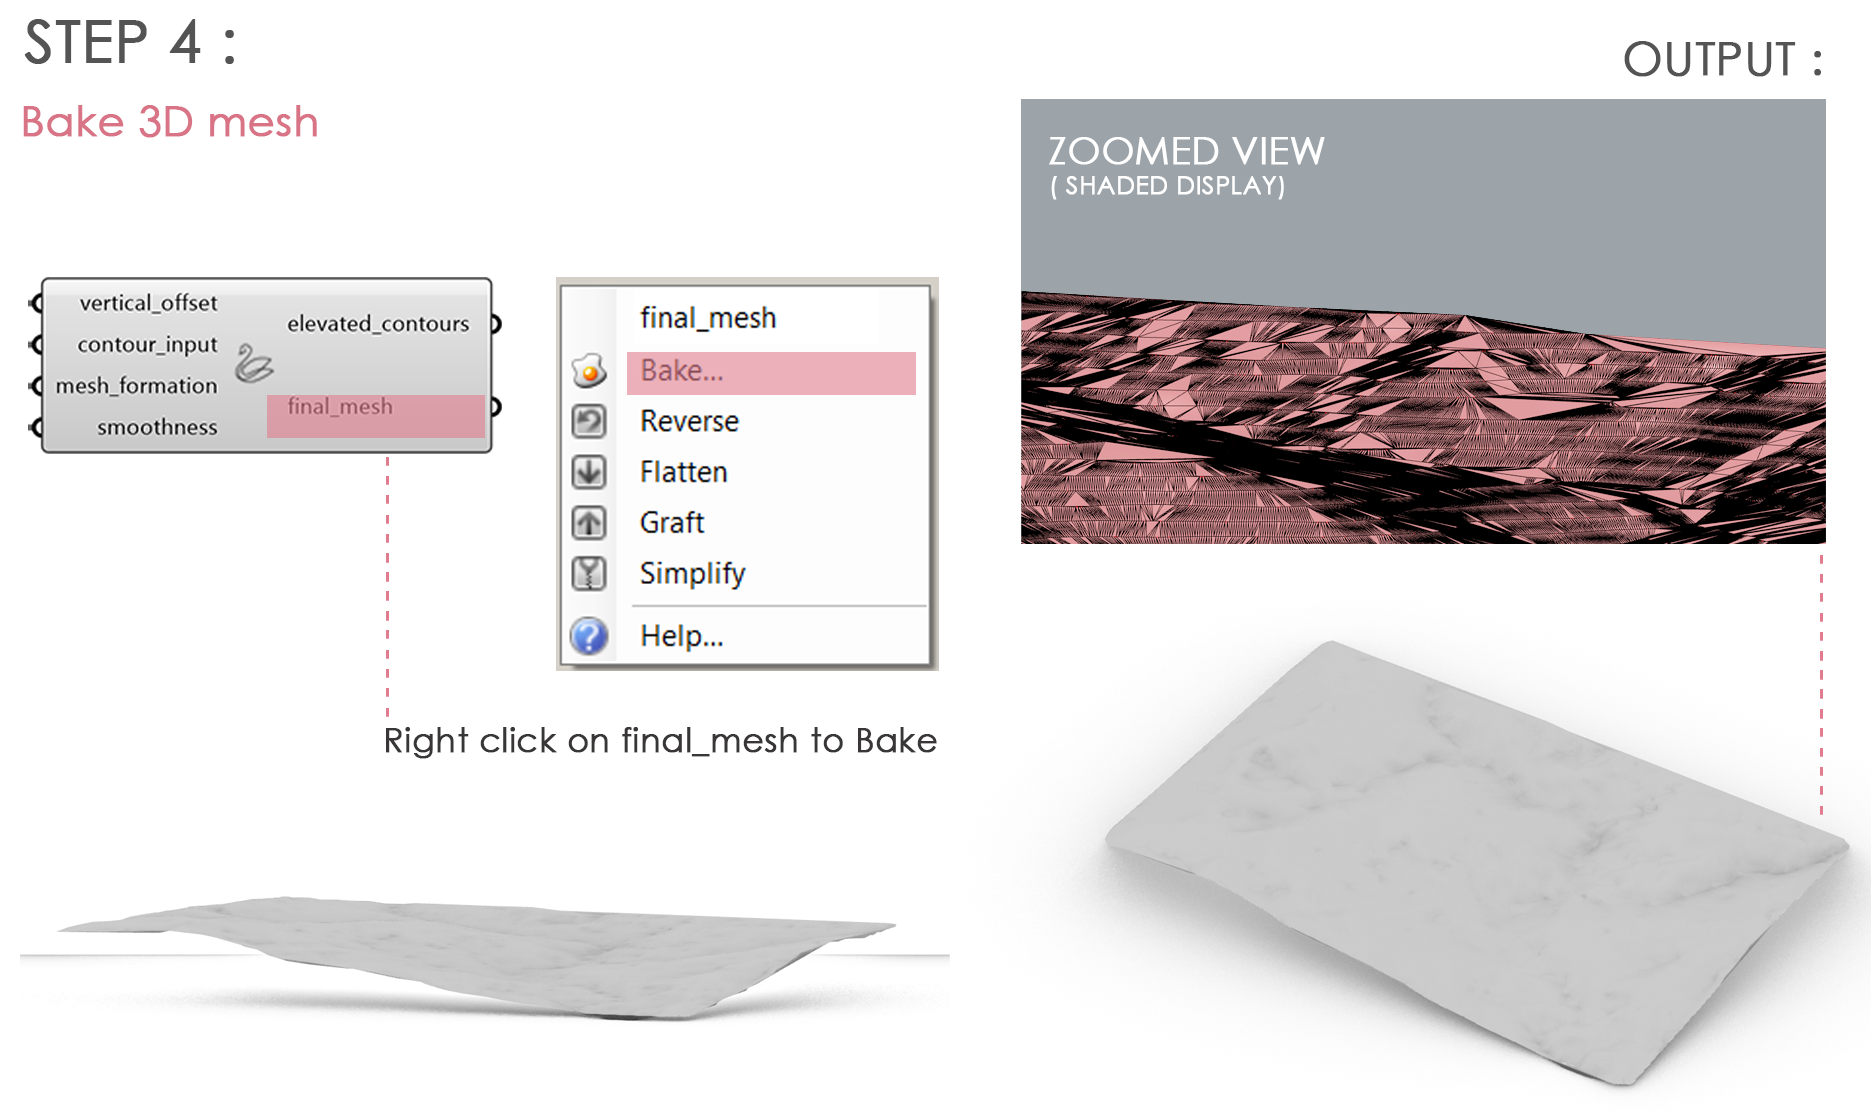 STEP 4 :
Bake 3D mesh
vertical_offset
contour_input
mesh_formation
smoothness
elevated_contours
final_mesh
final_mesh
Bake...
Reverse
Flatten
Graft
Simplify
Help...
Right click on final_mesh to Bake
OUTPUT :
ZOOMED VIEW
( SHADED DISPLAY)